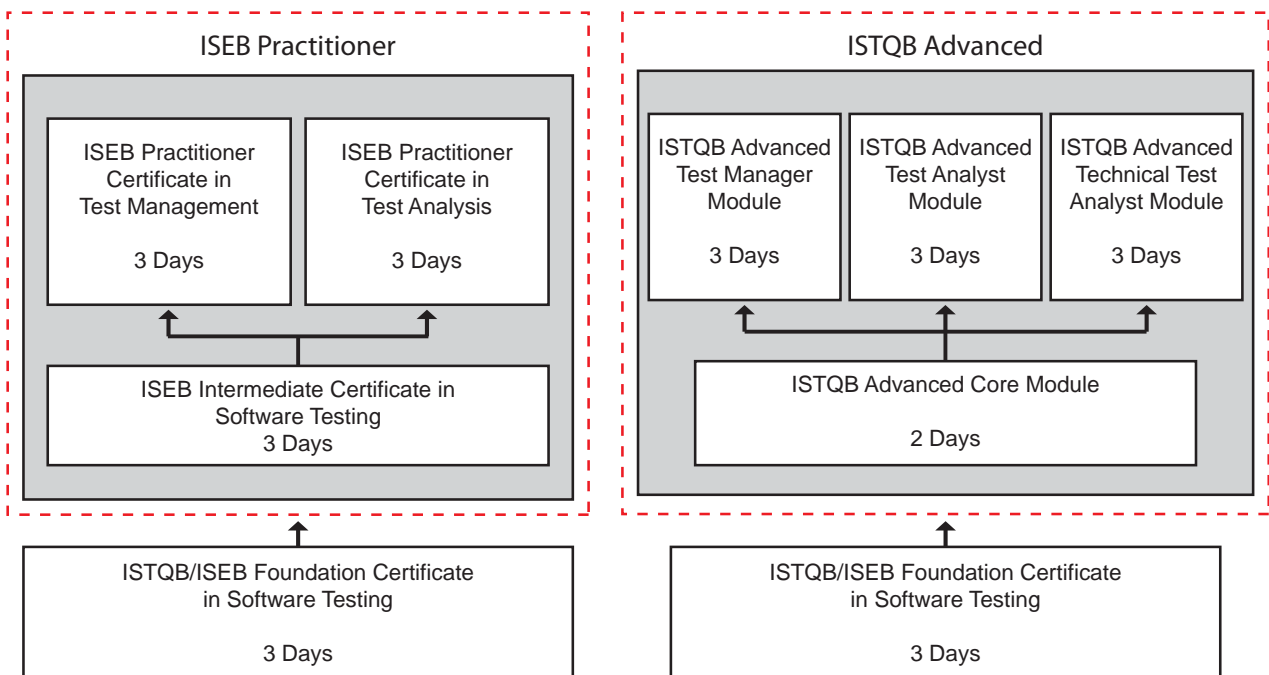 ISEB Practitioner
ISEB Practitioner
Certificate in
Test Management
3 Days
ISEB Practitioner
Certificate in
Test Analysis
3 Days
ISEB Intermediate Certificate in
Software Testing
3 Days
ISTQB/ISEB Foundation Certificate
in Software Testing
3 Days
ISTQB Advanced
ISTQB Advanced
Test Manager
Module
3 Days
ISTQB Advanced
Test Analyst
Module
3 Days
ISTQB Advanced
Technical Test
Analyst Module
3 Days
ISTQB Advanced Core Module
2 Days
ISTQB/ISEB Foundation Certificate
in Software Testing
3 Days